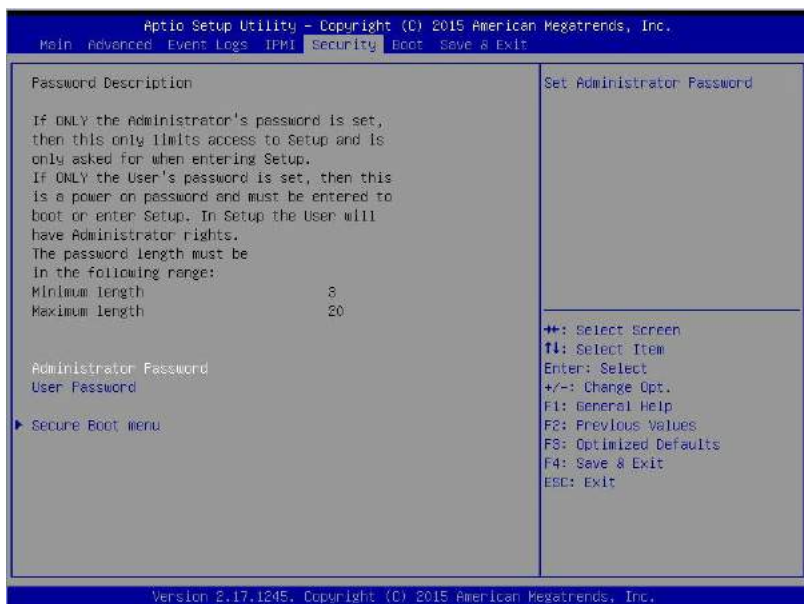 Aptio Setup Utility - Copyright (C) 2015 American Megatrends, Inc.
Main Advanced Event Logs IPMI Security Boot Save & Exit
Password Description
If ONLY the Administrator's password is set,
then this only limits access to Setup and is
only asked for when entering Setup.
If ONLY the User's password is set, then this
is a power on password and must be entered to
boot or enter Setup. In Setup the User will
have Administrator rights.
The password length must be
in the following range:
Minimum length 3
Maximum length 20
Administrator Password
User Password
Secure Boot menu
Set Administrator Password
→←: Select Screen
↑↓: Select Item
Enter: Select
+/-: Change Opt.
F1: General Help
F2: Previous Values
F3: Optimized Defaults
F4: Save & Exit
ESC: Exit
Version 2.17.1245. Copyright (C) 2015 American Megatrends, Inc.